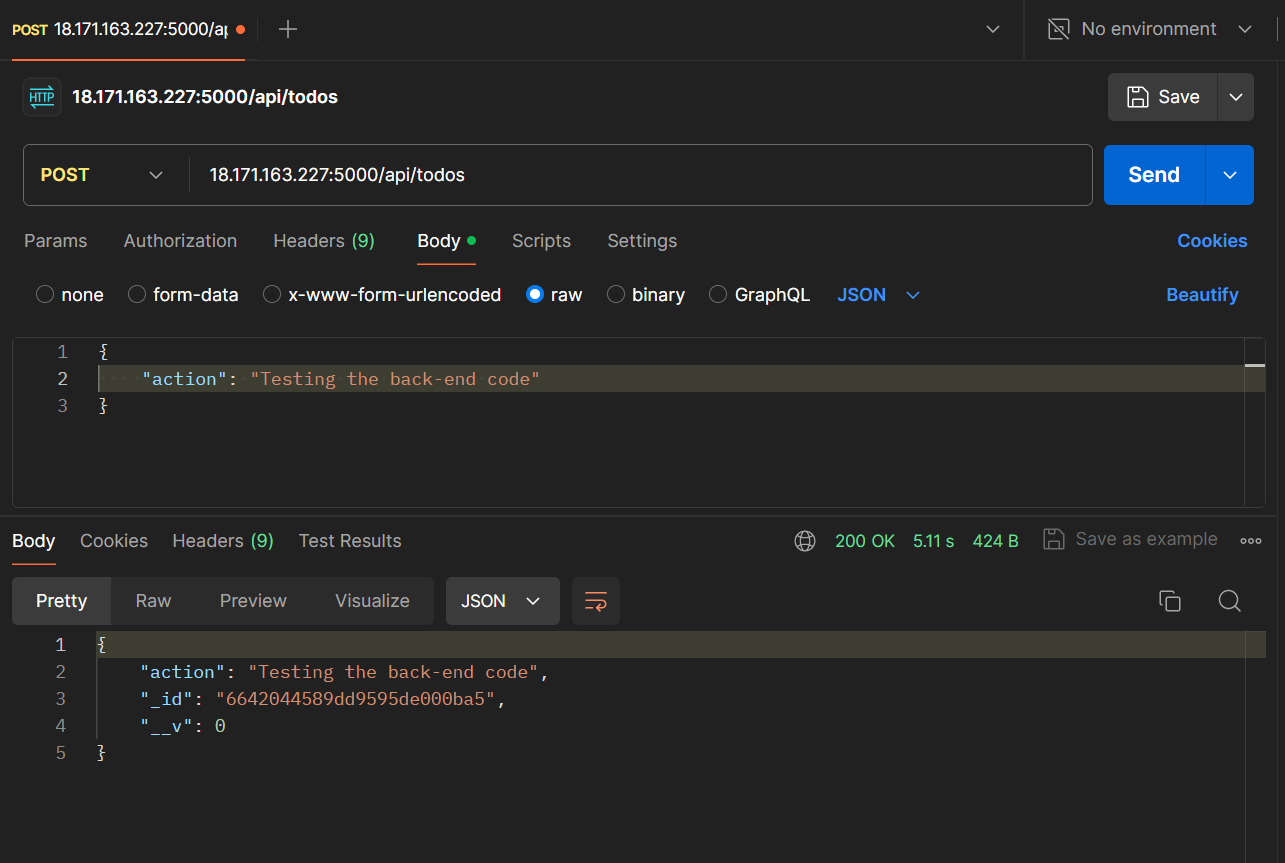 POST 18.171.163.227:5000/ap
No environment
HTTP 18.171.163.227:5000/api/todos
Save
POST 18.171.163.227:5000/api/todos
Send
Params Authorization Headers (9) Body Scripts Settings Cookies
none form-data x-www-form-urlencoded raw binary GraphQL JSON Beautify
1 {
2 "action": "Testing the back-end code"
3 }
Body Cookies Headers (9) Test Results 200 OK 5.11 s 424 B Save as example
Pretty Raw Preview Visualize JSON
1 {
2 "action": "Testing the back-end code",
3 "_id": "6642044589dd9595de000ba5",
4 "__v": 0
5 }